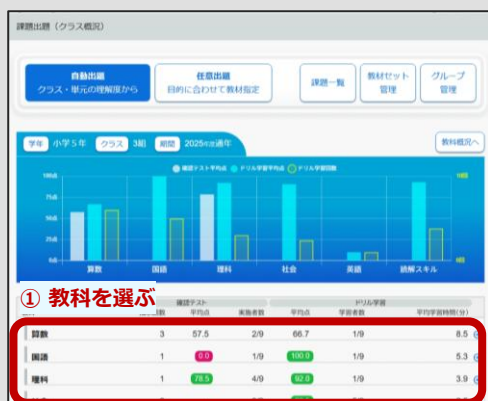 課題出題（クラス概況）
自動出題
クラス・単元の理解度から
任意出題
目的に合わせて教材指定
課題一覧
教材セット
管理
グループ
管理
学年 小学5年 クラス 3組 期間 2025年度通年
教科概況へ
確認テスト平均点 ドリル学習平均点 ドリル学習回数
100点
75点
50点
25点
0点
算数 国語 理科 社会 英語 読解スキル
① 教科を選ぶ
確認テスト ドリル学習
平均点 実施者数 平均点 学習者数 平均学習時間(分)
算数 3 57.5 2/9 66.7 1/9 8.5
国語 1 0.0 1/9 100.0 1/9 5.3
理科 1 78.5 4/9 92.0 1/9 3.9